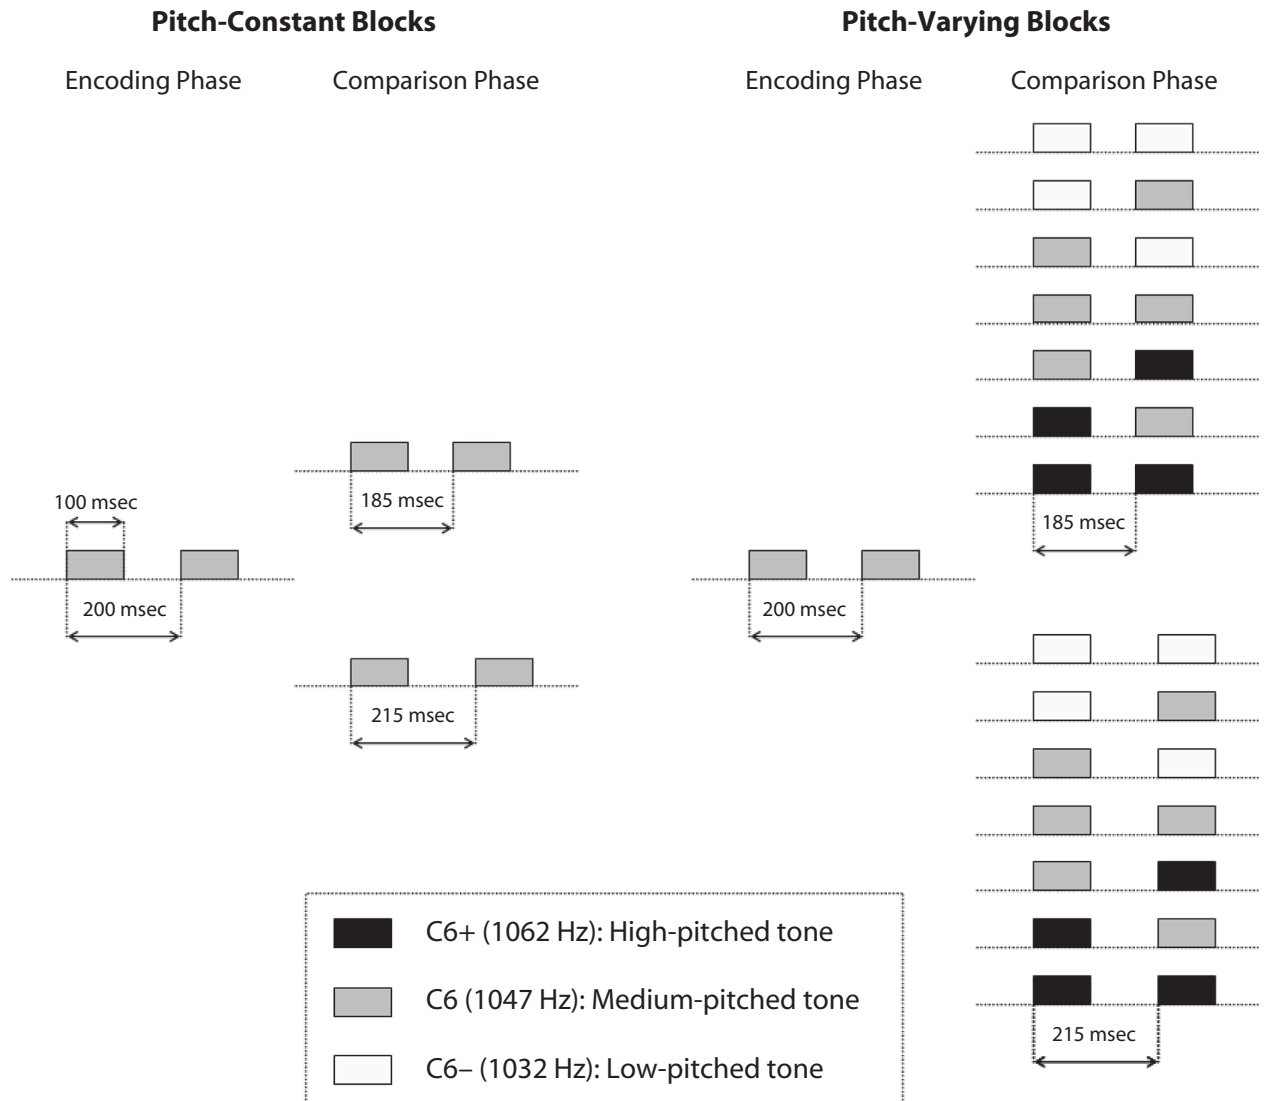 Pitch-Constant Blocks
Encoding Phase
Comparison Phase
100 msec
200 msec
185 msec
215 msec
Pitch-Varying Blocks
Encoding Phase
Comparison Phase
200 msec
185 msec
215 msec
C6+ (1062 Hz): High-pitched tone
C6 (1047 Hz): Medium-pitched tone
C6– (1032 Hz): Low-pitched tone